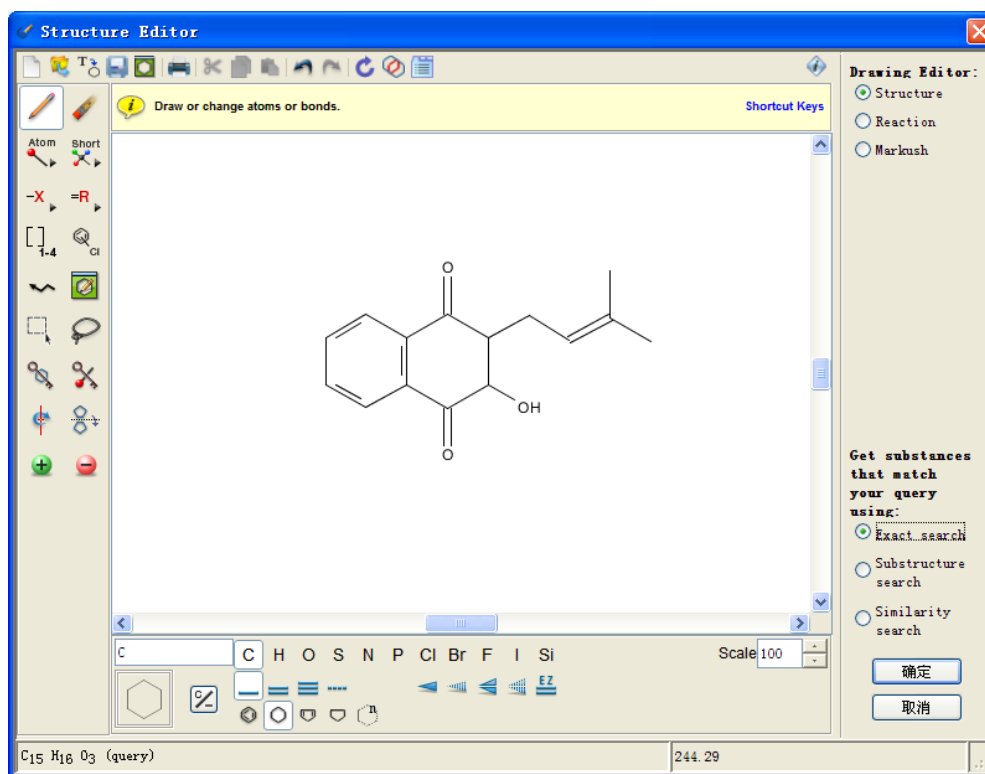 Structure Editor
Draw or change atoms or bonds.
Shortcut Keys
Drawing Editor:
Structure
Reaction
Markush
Atom
Short
-X
=R
[ ] 1-4
Cl
O
OH
O
Get substances
that match
your query
using:
Exact search
Substructure
search
Similarity
search
确定
取消
C
C H O S N P Cl Br F I Si
Scale 100
EZ
n
C15 H16 O3 (query)
244.29